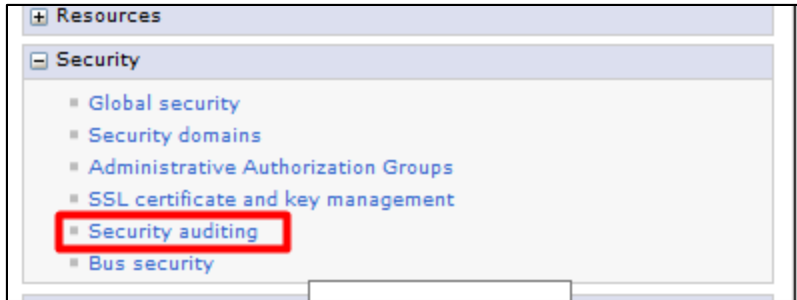 Resources
Security
Global security
Security domains
Administrative Authorization Groups
SSL certificate and key management
Security auditing
Bus security